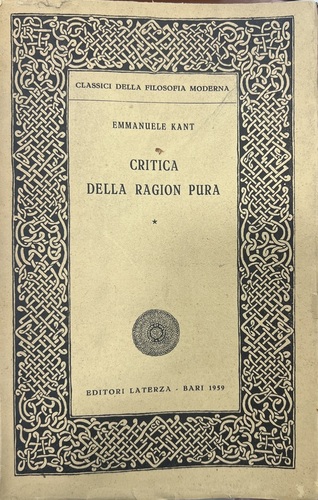 CLASSICI DELLA FILOSOFIA MODERNA
EMMANUELE KANT
CRITICA
DELLA RAGION PURA
*
EDITORI LATERZA - BARI 1959